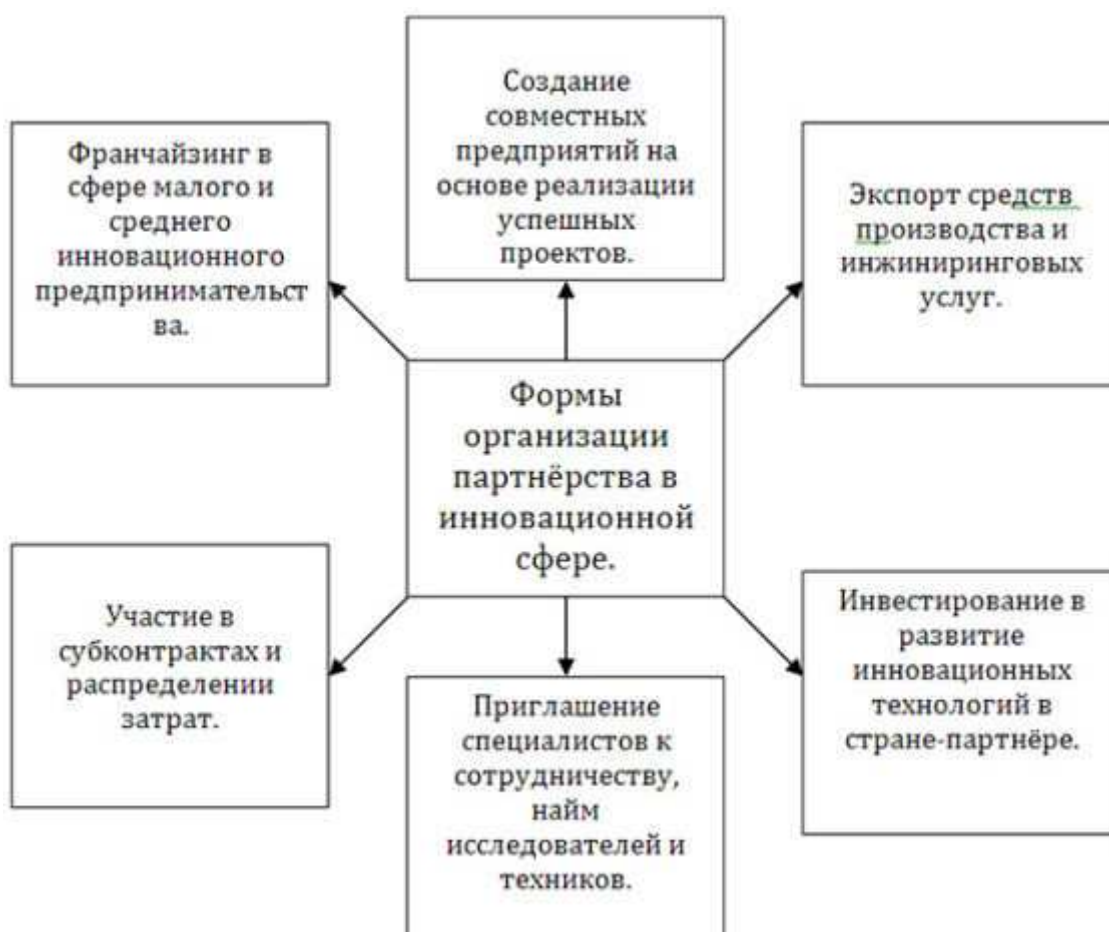 Создание
совместных
предприятий на
основе реализации
успешных
проектов.
Франчайзинг в
сфере малого и
среднего
инновационного
предпринимательст
ва.
Экспорт средств
производства и
инжиниринговых
услуг.
Формы
организации
партнёрства в
инновационной
сфере.
Участие в
субконтрактах и
распределении
затрат.
Приглашение
специалистов к
сотрудничеству,
найм
исследователей и
техников.
Инвестирование в
развитие
инновационных
технологий в
стране-партнёре.